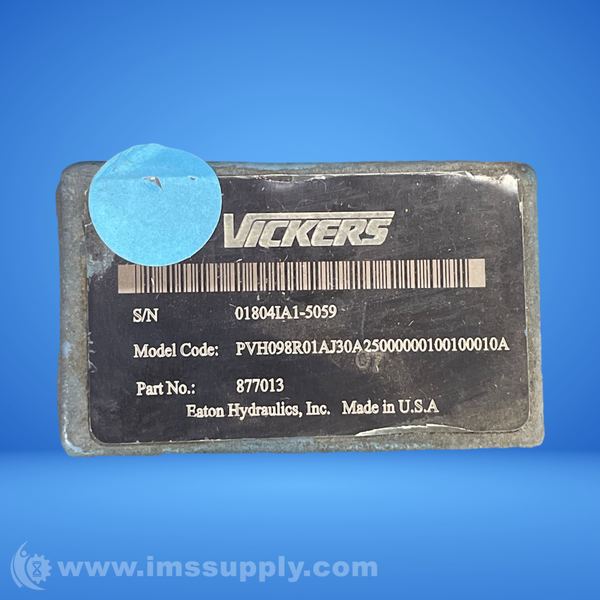 VICKERS
S/N 01804IA1-5059
Model Code: PVH098R01AJ30A25000000100100010A
Part No.: 877013
Eaton Hydraulics, Inc. Made in U.S.A
www.imssupply.com